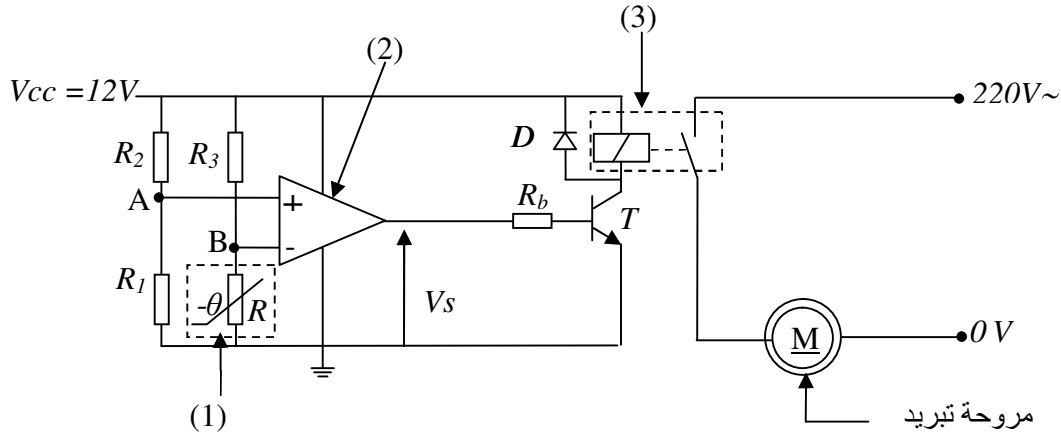 (3)
(2)
Vcc =12V
220V~
R2
R3
D
A
+
Rb
T
B
-
R1
-θ
R
Vs
M
0 V
(1)
مروحة تبريد